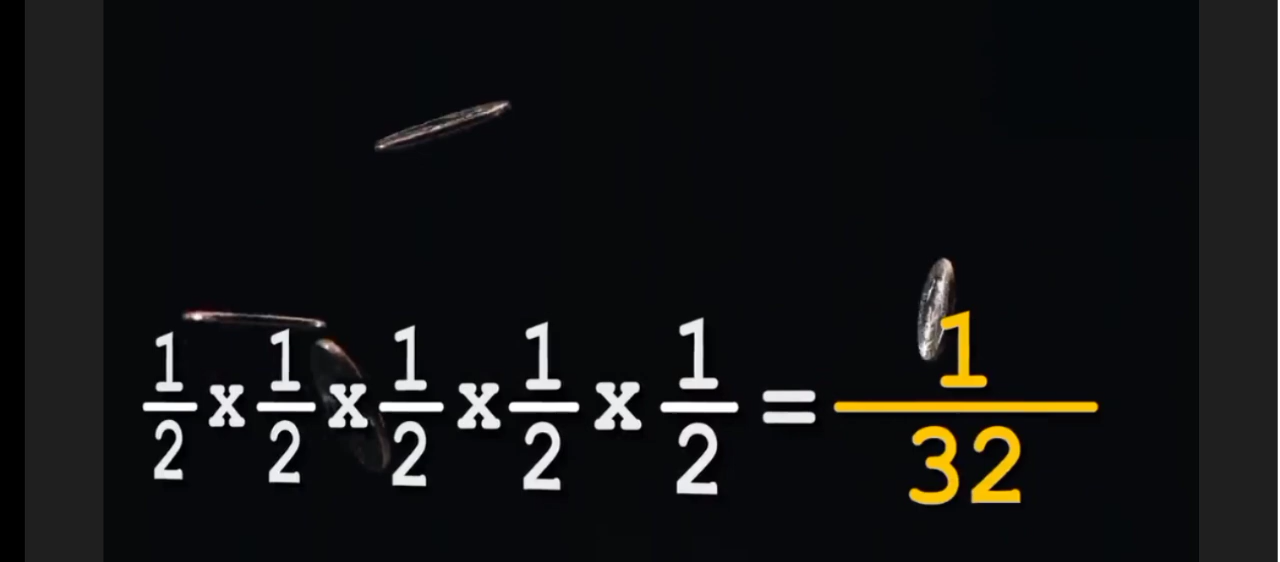 1/2 x 1/2 x 1/2 x 1/2 x 1/2 = 1/32